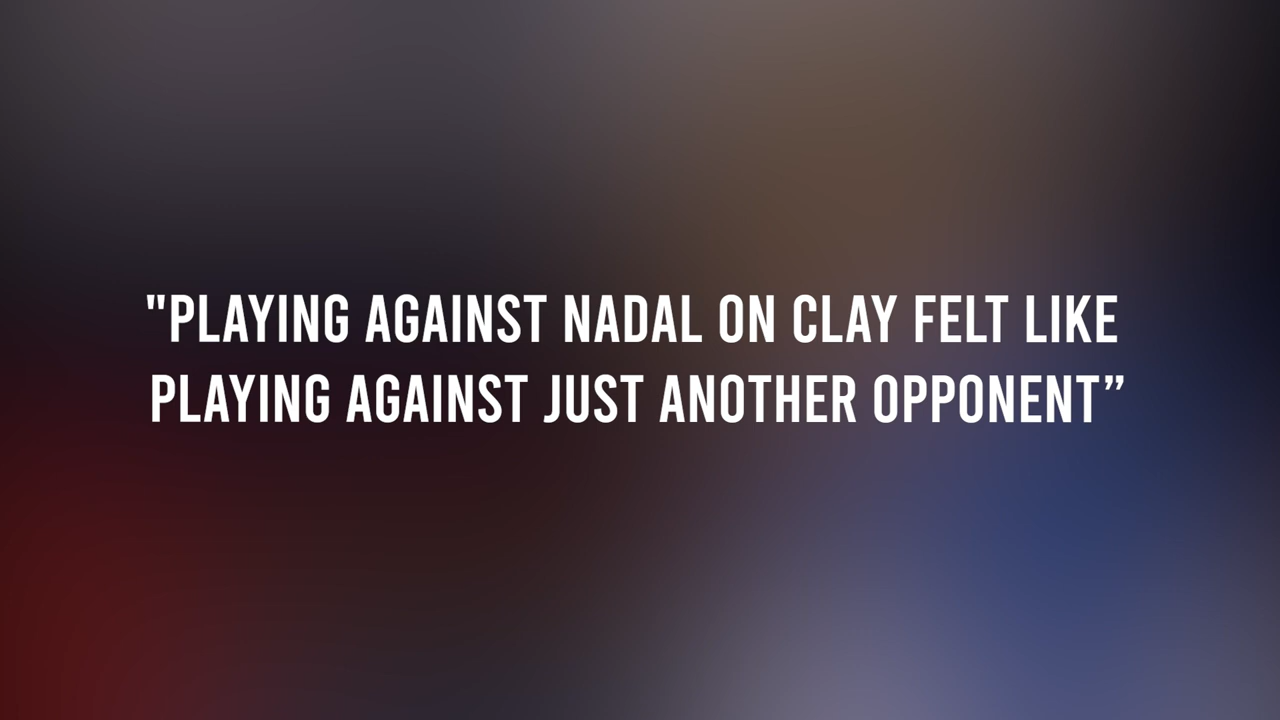 "PLAYING AGAINST NADAL ON CLAY FELT LIKE
PLAYING AGAINST JUST ANOTHER OPPONENT”